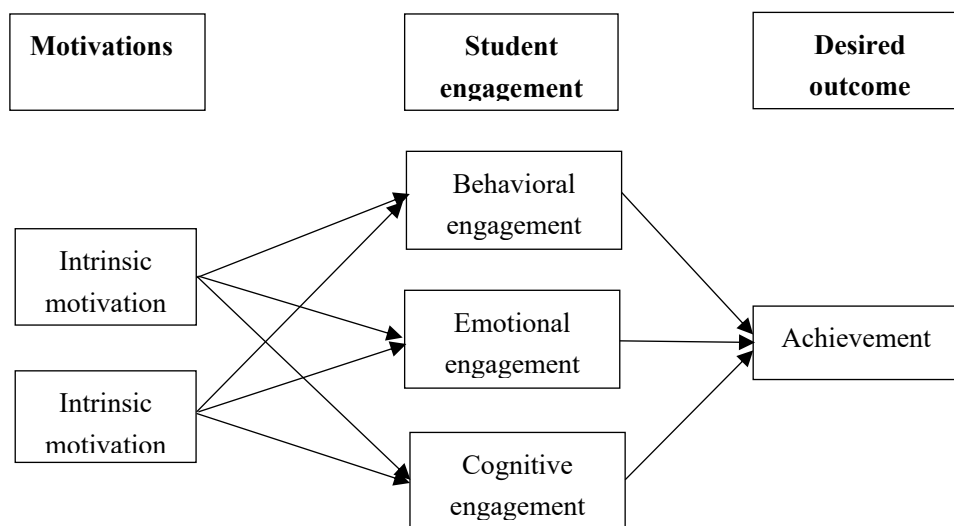 Motivations
Student
engagement
Desired
outcome
Behavioral
engagement
Intrinsic
motivation
Emotional
engagement
Achievement
Intrinsic
motivation
Cognitive
engagement